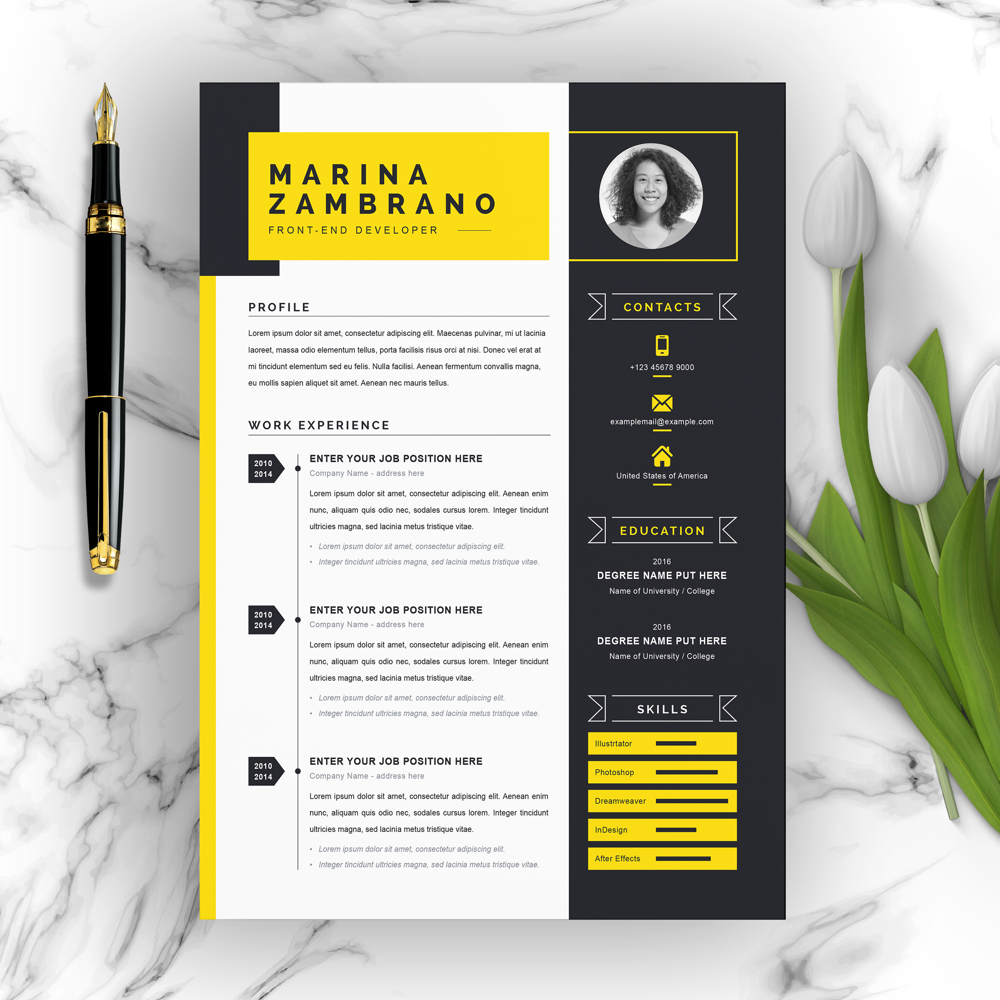 MARINA
ZAMBRANO
FRONT-END DEVELOPER
PROFILE
Lorem ipsum dolor sit amet, consectetur adipiscing elit. Maecenas pulvinar, mi ut lacinia
laoreet, massa odio elementum tellus, porta facilisis risus orci at nisi. Donec vel erat at
mi tincidunt elementum sed eu felis. Nulla facilisi. Aenean fermentum convallis magna,
eu mollis sapien aliquet sit amet. Aenean nec mauris tellus.
WORK EXPERIENCE
2010
2014
ENTER YOUR JOB POSITION HERE
Company Name - address here
Lorem ipsum dolor sit amet, consectetur adipiscing elit. Aenean enim
nunc, aliquam quis odio nec, sodales cursus lorem. Integer tincidunt
ultricies magna, sed lacinia metus tristique vitae.
• Lorem ipsum dolor sit amet, consectetur adipiscing elit.
• Integer tincidunt ultricies magna, sed lacinia metus tristique vitae.
2010
2014
ENTER YOUR JOB POSITION HERE
Company Name - address here
Lorem ipsum dolor sit amet, consectetur adipiscing elit. Aenean enim
nunc, aliquam quis odio nec, sodales cursus lorem. Integer tincidunt
ultricies magna, sed lacinia metus tristique vitae.
• Lorem ipsum dolor sit amet, consectetur adipiscing elit.
• Integer tincidunt ultricies magna, sed lacinia metus tristique vitae.
2010
2014
ENTER YOUR JOB POSITION HERE
Company Name - address here
Lorem ipsum dolor sit amet, consectetur adipiscing elit. Aenean enim
nunc, aliquam quis odio nec, sodales cursus lorem. Integer tincidunt
ultricies magna, sed lacinia metus tristique vitae.
• Lorem ipsum dolor sit amet, consectetur adipiscing elit.
• Integer tincidunt ultricies magna, sed lacinia metus tristique vitae.
CONTACTS
+123 45678 9000
examplemail@example.com
United States of America
EDUCATION
2016
DEGREE NAME PUT HERE
Name of University / College
2016
DEGREE NAME PUT HERE
Name of University / College
SKILLS
Illustrtator
Photoshop
Dreamweaver
InDesign
After Effects